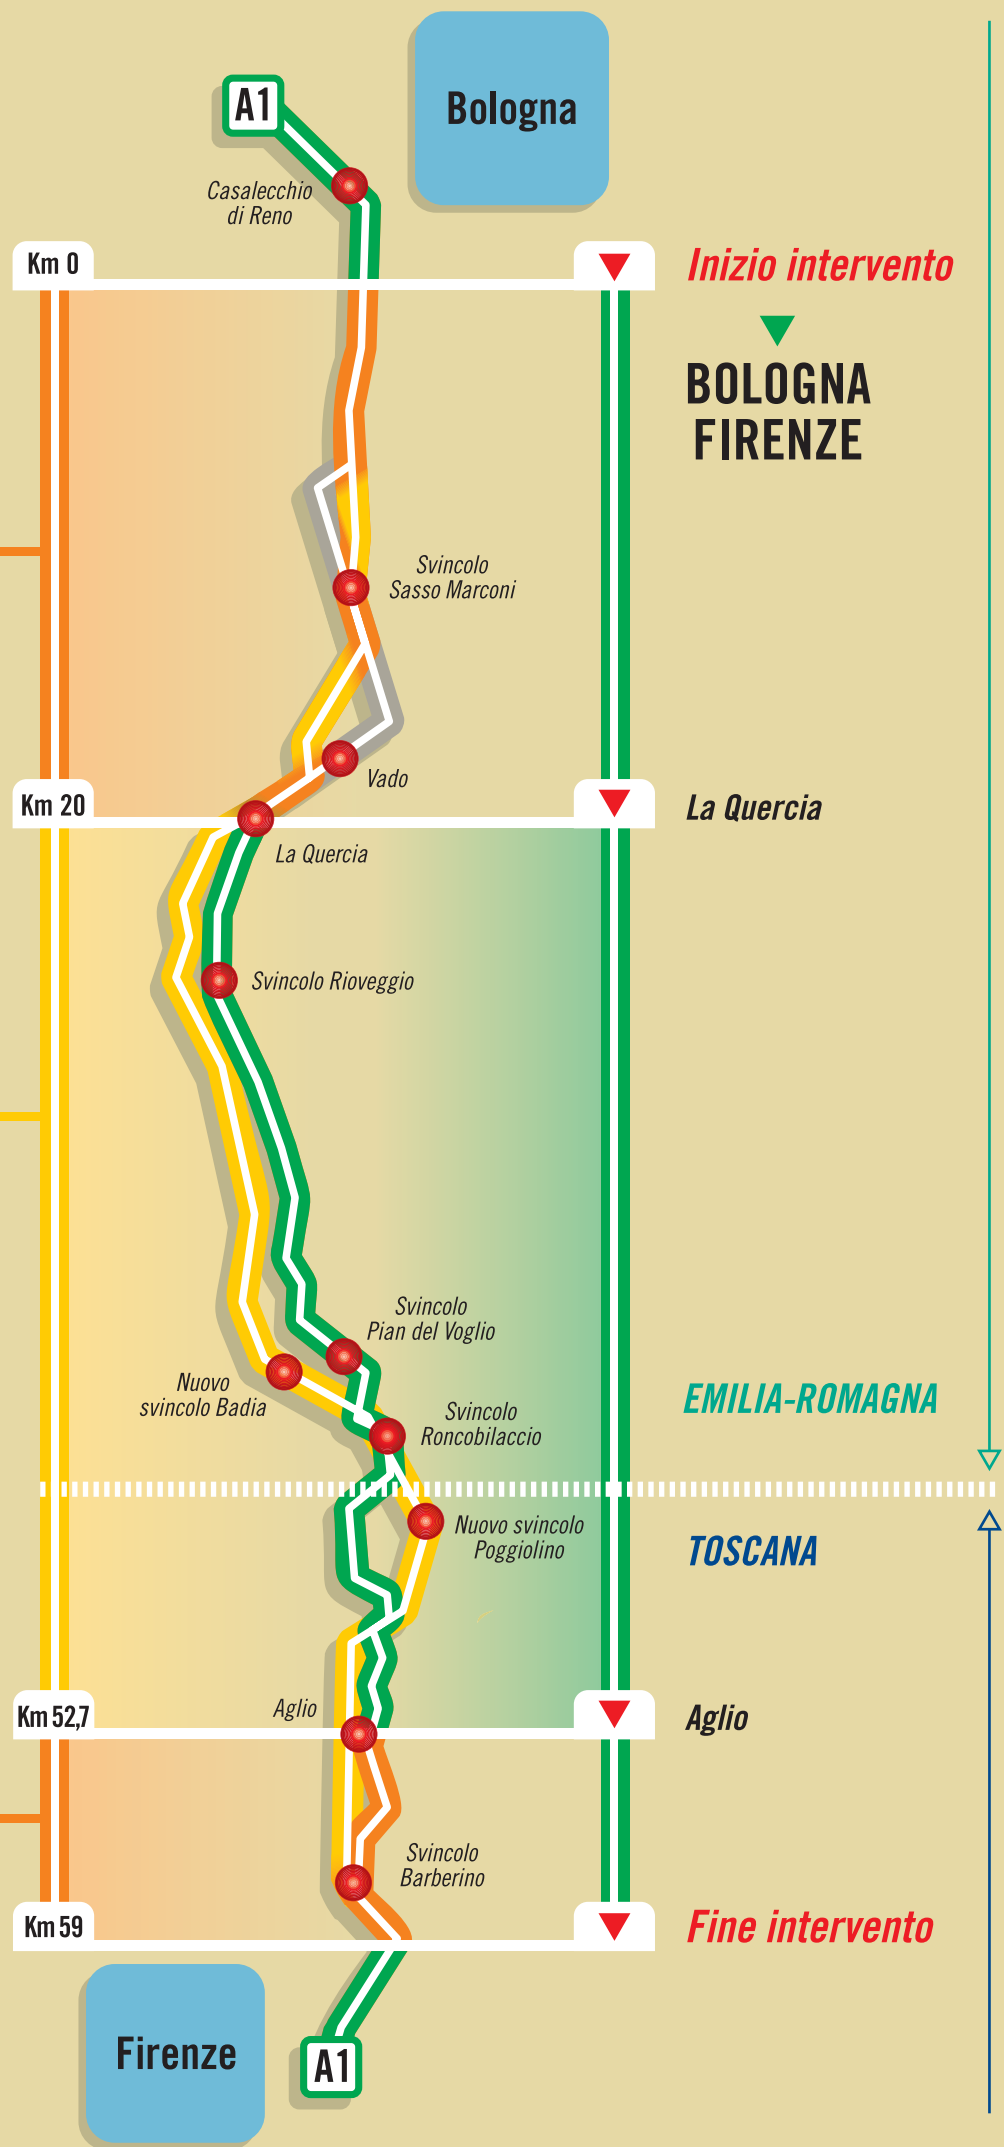 Bologna
A1
Casalecchio
di Reno
Km 0
Inizio intervento
BOLOGNA
FIRENZE
Svincolo
Sasso Marconi
Vado
Km 20
La Quercia
La Quercia
Svincolo Rioveggio
Svincolo
Pian del Voglio
Nuovo
svincolo Badia
EMILIA-ROMAGNA
Svincolo
Roncobilaccio
Nuovo svincolo
Poggiolino
TOSCANA
Aglio
Km 52,7
Aglio
Svincolo
Barberino
Km 59
Fine intervento
Firenze
A1